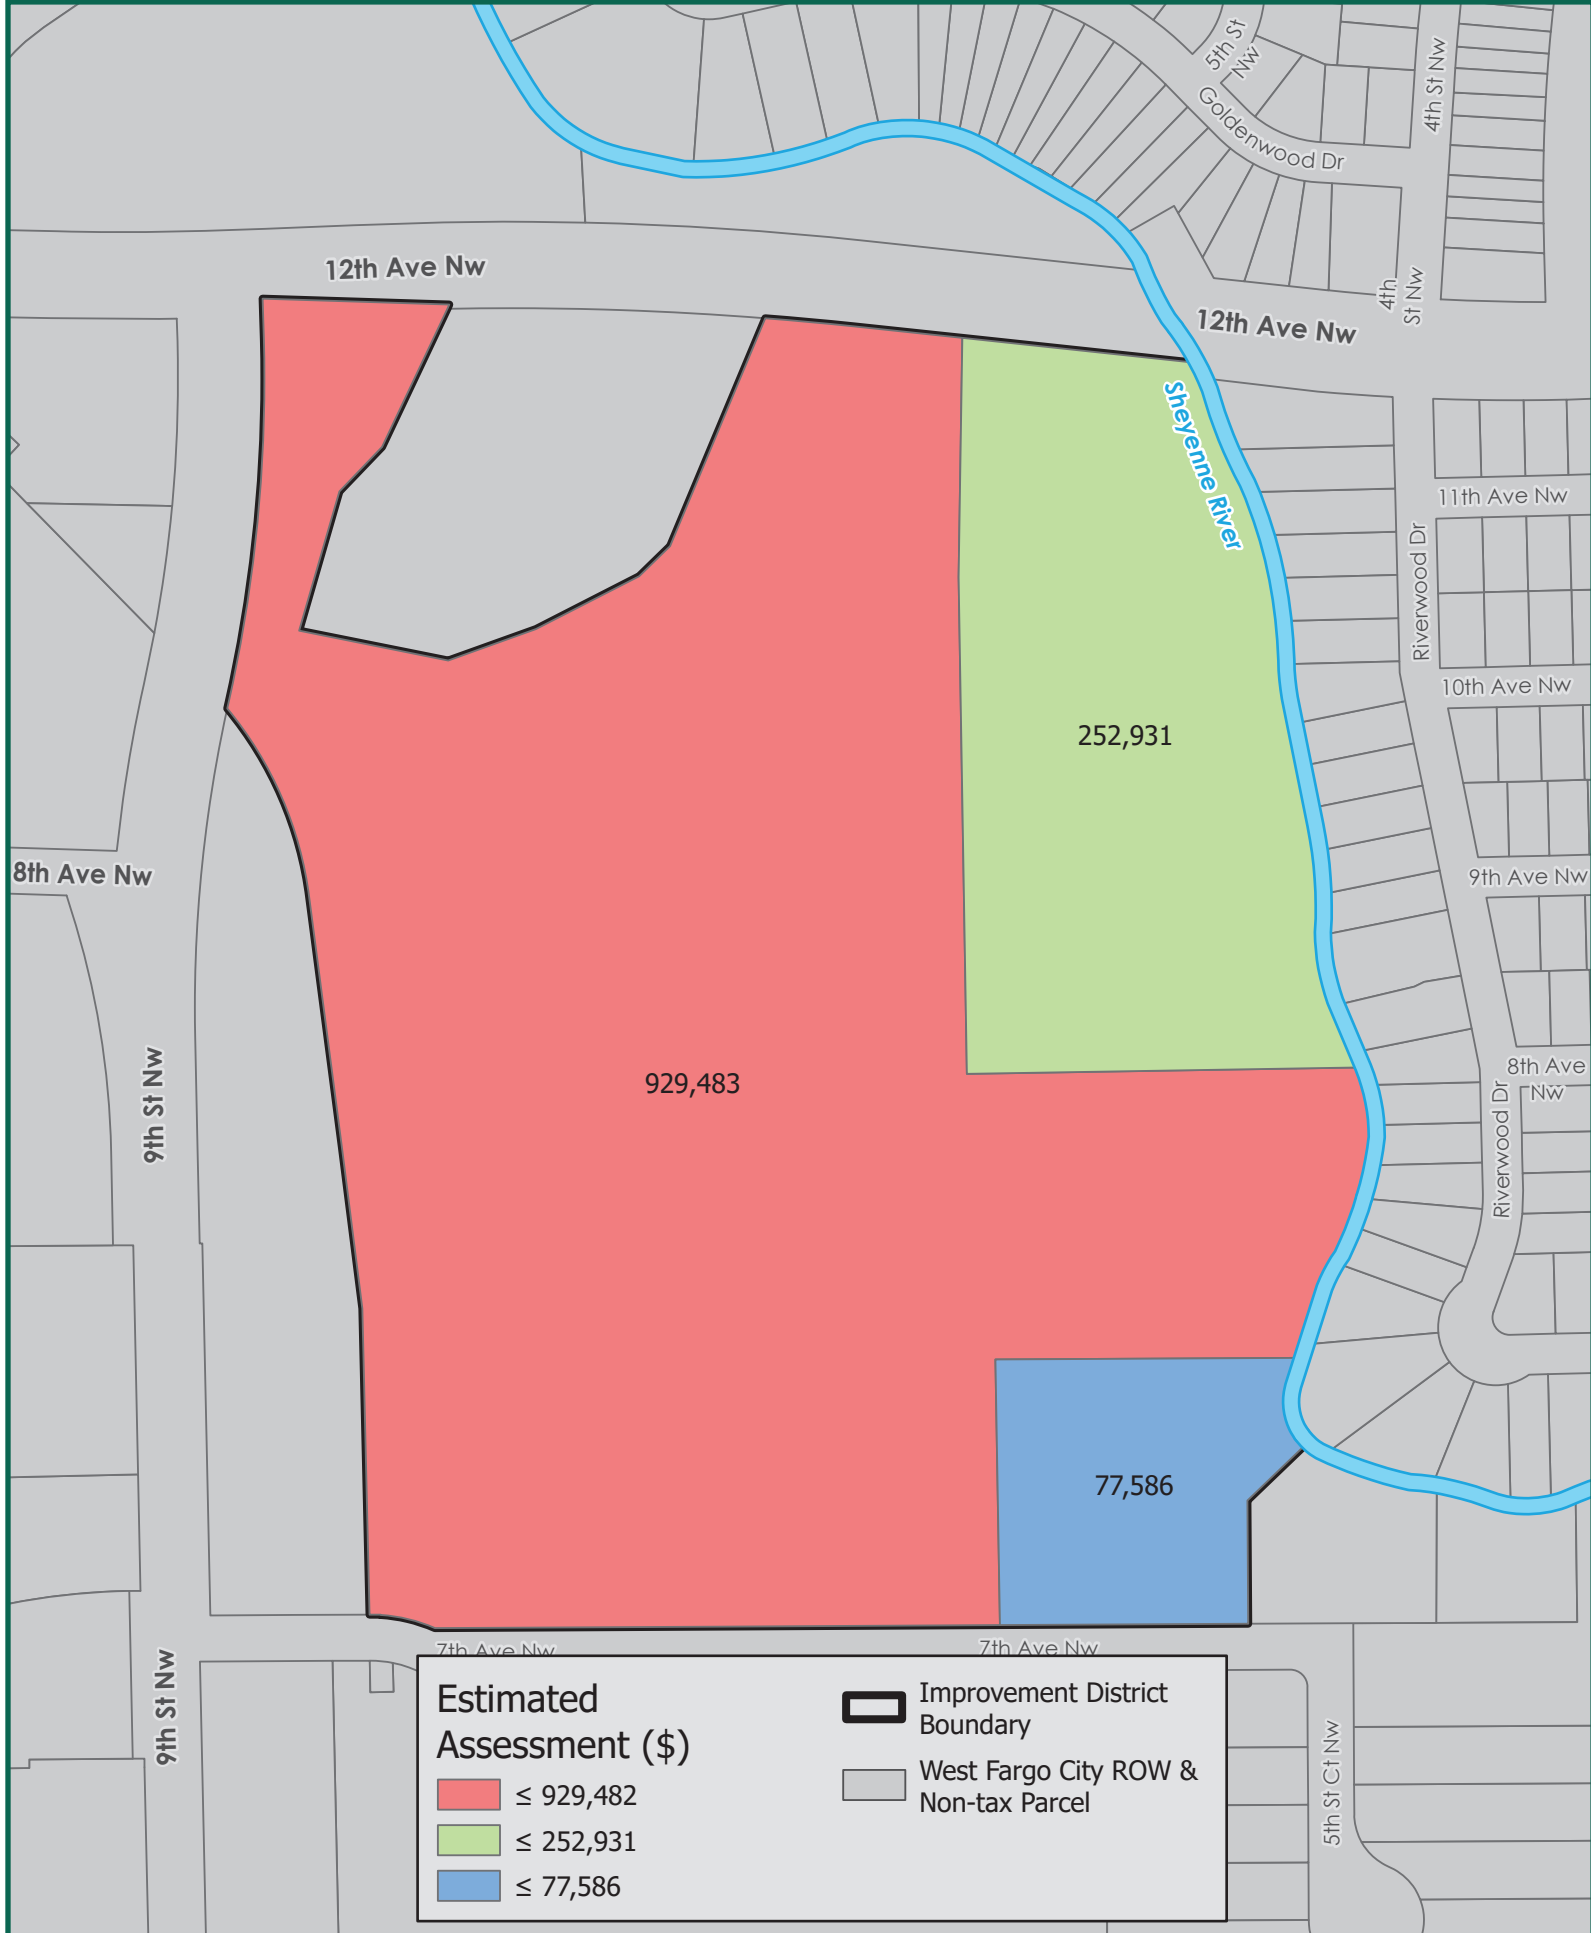 5th St
Nw
4th St Nw
Goldenwood Dr
12th Ave Nw
4th
St Nw
12th Ave Nw
Sheyenne River
11th Ave Nw
Riverwood Dr
10th Ave Nw
252,931
8th Ave Nw
9th Ave Nw
9th St Nw
929,483
8th Ave
Nw
Riverwood Dr
77,586
7th Ave Nw
7th Ave Nw
9th St Nw
5th St Ct Nw
Estimated
Assessment ($)
≤ 929,482
≤ 252,931
≤ 77,586
Improvement District
Boundary
West Fargo City ROW &
Non-tax Parcel